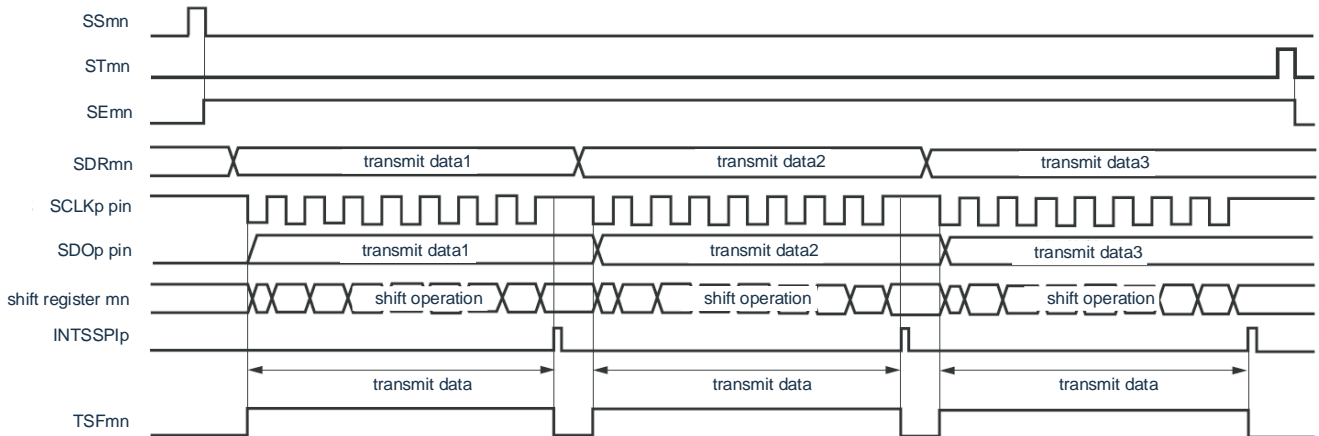 SSmn
STmn
SEmn
SDRmn transmit data1 transmit data2 transmit data3
SCLKp pin
SDOp pin transmit data1 transmit data2 transmit data3
shift register mn shift operation shift operation shift operation
INTSSPIp
transmit data transmit data transmit data
TSFmn